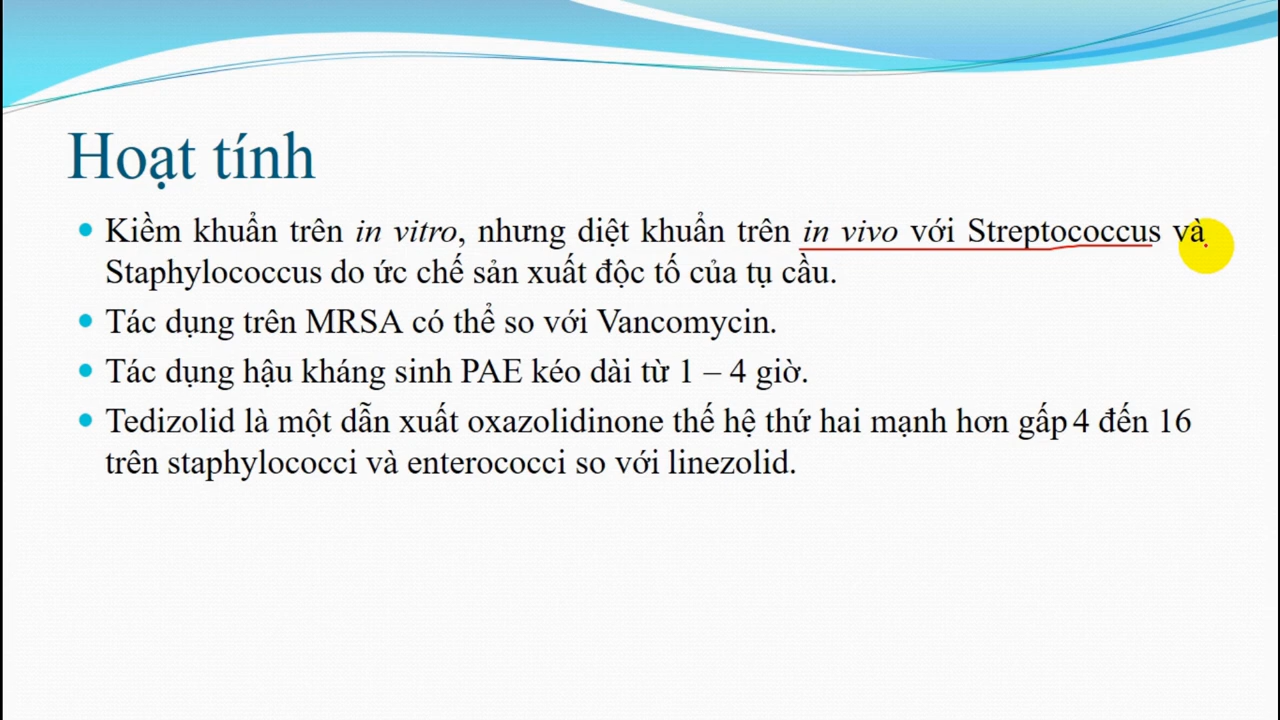 Hoạt tính
Kiềm khuẩn trên in vitro, nhưng diệt khuẩn trên in vivo với Streptococcus và
Staphylococcus do ức chế sản xuất độc tố của tụ cầu.
Tác dụng trên MRSA có thể so với Vancomycin.
Tác dụng hậu kháng sinh PAE kéo dài từ 1 – 4 giờ.
Tedizolid là một dẫn xuất oxazolidinone thế hệ thứ hai mạnh hơn gấp 4 đến 16
trên staphylococci và enterococci so với linezolid.